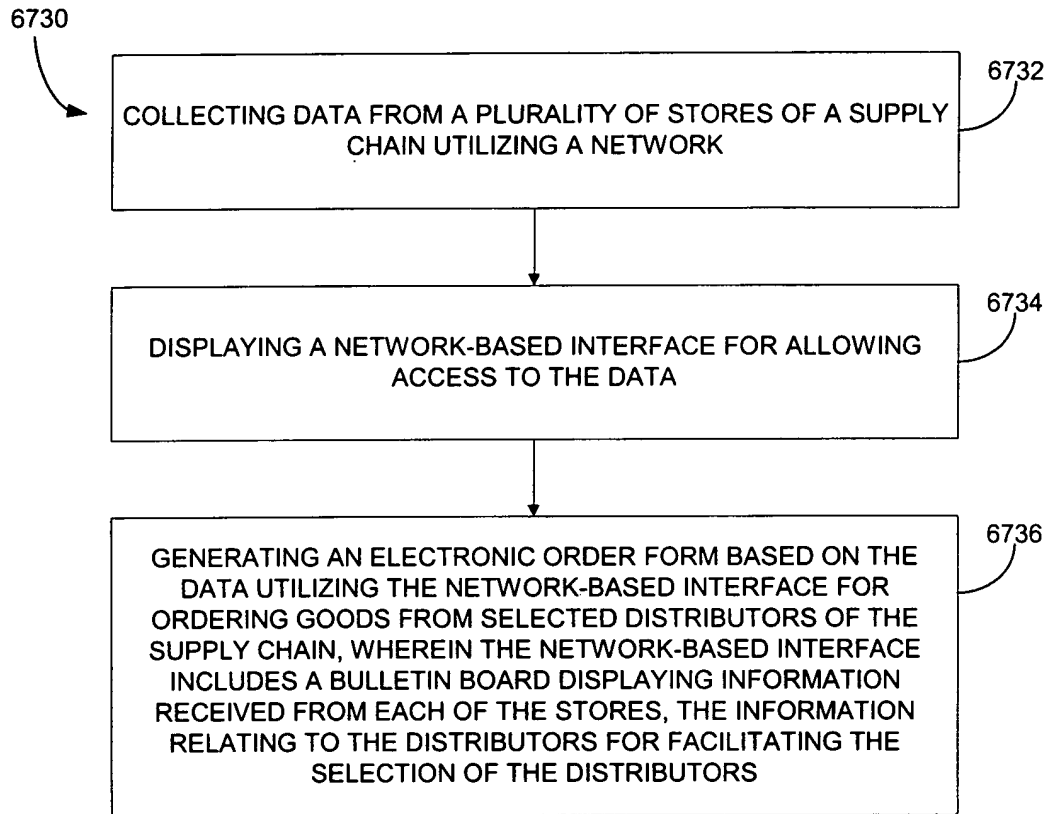 6730
6732
COLLECTING DATA FROM A PLURALITY OF STORES OF A SUPPLY
CHAIN UTILIZING A NETWORK
6734
DISPLAYING A NETWORK-BASED INTERFACE FOR ALLOWING
ACCESS TO THE DATA
6736
GENERATING AN ELECTRONIC ORDER FORM BASED ON THE
DATA UTILIZING THE NETWORK-BASED INTERFACE FOR
ORDERING GOODS FROM SELECTED DISTRIBUTORS OF THE
SUPPLY CHAIN, WHEREIN THE NETWORK-BASED INTERFACE
INCLUDES A BULLETIN BOARD DISPLAYING INFORMATION
RECEIVED FROM EACH OF THE STORES, THE INFORMATION
RELATING TO THE DISTRIBUTORS FOR FACILITATING THE
SELECTION OF THE DISTRIBUTORS